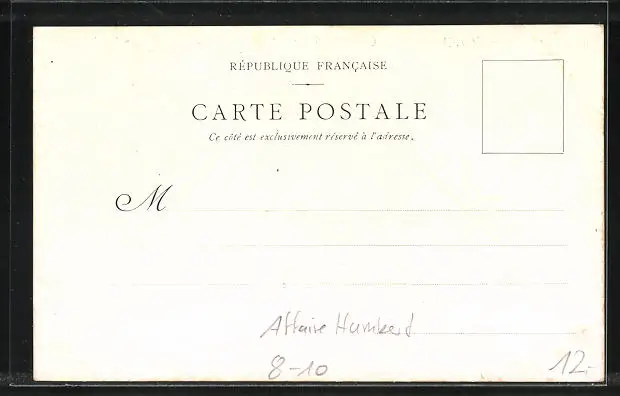 RÉPUBLIQUE FRANÇAISE
CARTE POSTALE
Ce côté est exclusivement réservé à l'adresse.
M
Affaire Humbert
8-10
12.-